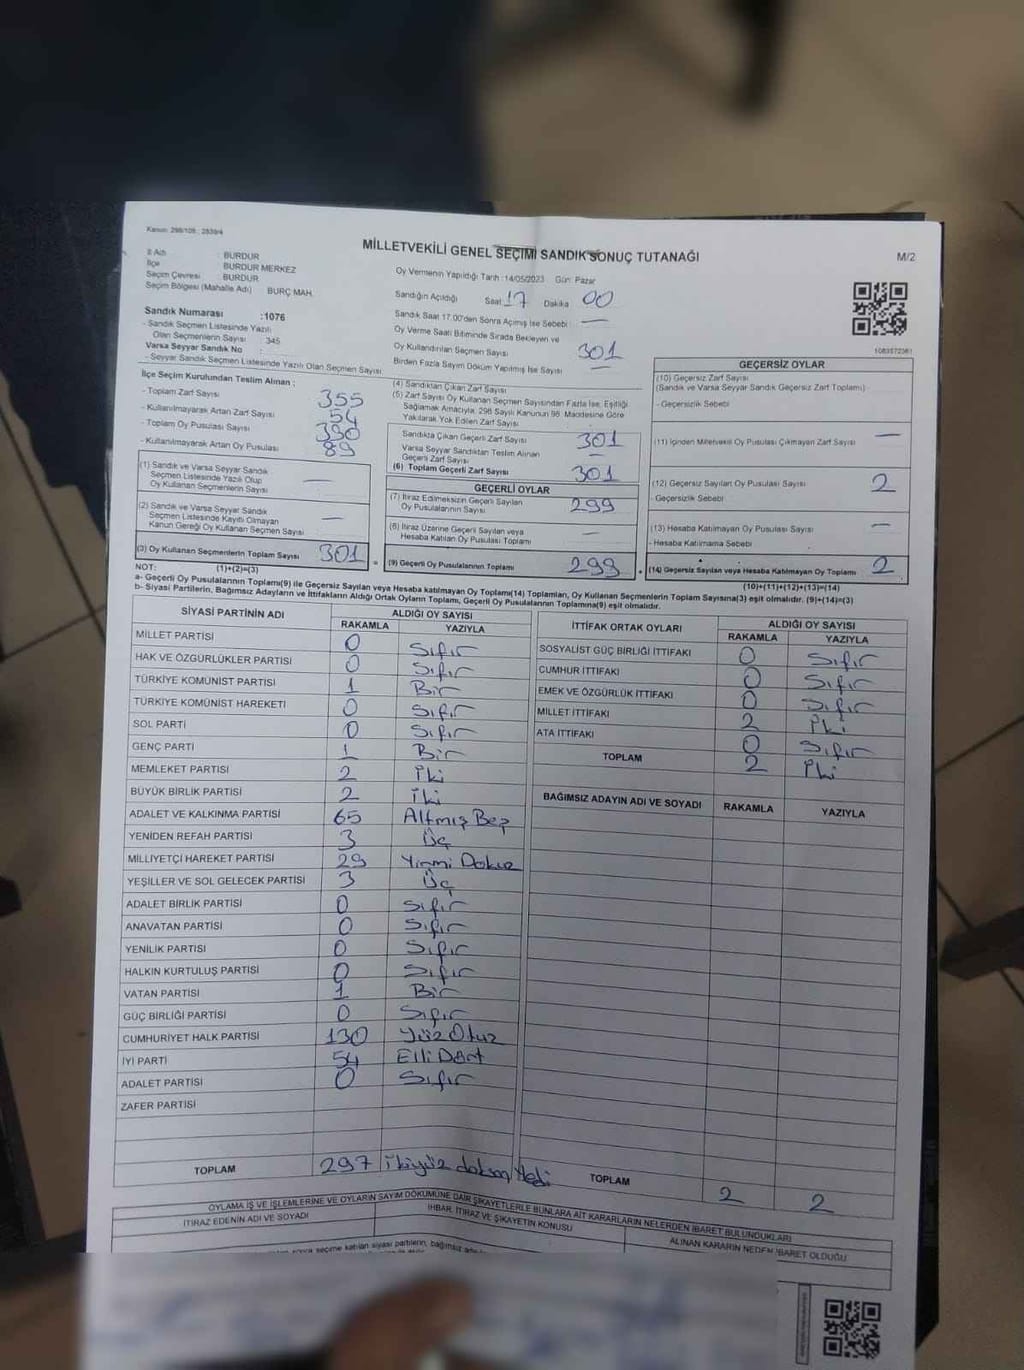 Kanun: 298/105 ; 2839/4
MİLLETVEKİLİ GENEL SEÇİMİ SANDIK SONUÇ TUTANAĞI
M/2
İl Adı : BURDUR
İlçe : BURDUR MERKEZ
Seçim Çevresi : BURDUR
Seçim Bölgesi (Mahalle Adı) BURÇ MAH.
Sandık Numarası :1076
- Sandık Seçmen Listesinde Yazılı
Olan Seçmenlerin Sayısı : 345
Varsa Seyyar Sandık No :
- Seyyar Sandık Seçmen Listesinde Yazılı Olan Seçmen Sayısı
Oy Vermenin Yapıldığı Tarih :14/05/2023 Gün: Pazar
Sandığın Açıldığı Saat 17 Dakika 00
Sandık Saat 17.00'den Sonra Açımış İse Sebebi : —
Oy Verme Saati Bitiminde Sırada Bekleyen ve
Oy Kullandırılan Seçmen Sayısı 301
Birden Fazla Sayım Döküm Yapılmış İse Sayısı —
1083572361
İlçe Seçim Kurulundan Teslim Alınan :
- Toplam Zarf Sayısı 355
- Kullanılmayarak Artan Zarf Sayısı 54
- Toplam Oy Pusulası Sayısı 390
- Kullanılmayarak Artan Oy Pusulası 89
(1) Sandık ve Varsa Seyyar Sandık
Seçmen Listesinde Yazılı Olup
Oy Kullanan Seçmenlerin Sayısı —
(2) Sandık ve Varsa Seyyar Sandık
Seçmen Listesinde Kayıtlı Olmayan
Kanun Gereği Oy Kullanan Seçmen Sayısı —
(3) Oy Kullanan Seçmenlerin Toplam Sayısı 301 =
(4) Sandıktan Çıkan Zarf Sayısı
(5) Zarf Sayısı Oy Kullanan Seçmen Sayısından Fazla İse, Eşitliği
Sağlamak Amacıyla, 298 Sayılı Kanunun 98. Maddesine Göre
Yakılarak Yok Edilen Zarf Sayısı
Sandıkta Çıkan Geçerli Zarf Sayısı 301
Varsa Seyyar Sandıktan Teslim Alınan
Geçerli Zarf Sayısı —
(6) Toplam Geçerli Zarf Sayısı 301
GEÇERLİ OYLAR
(7) İtiraz Edilmeksizin Geçerli Sayılan
Oy Pusulalarının Sayısı 299
(8) İtiraz Üzerine Geçerli Sayılan veya
Hesaba Katılan Oy Pusulası Toplamı —
(9) Geçerli Oy Pusulalarının Toplamı 299 +
GEÇERSİZ OYLAR
(10) Geçersiz Zarf Sayısı
(Sandık ve Varsa Seyyar Sandık Geçersiz Zarf Toplamı)
- Geçersizlik Sebebi
(11) İçinden Milletvekili Oy Pusulası Çıkmayan Zarf Sayısı —
(12) Geçersiz Sayılan Oy Pusulası Sayısı 2
- Geçersizlik Sebebi
(13) Hesaba Katılmayan Oy Pusulası Sayısı —
- Hesaba Katılmama Sebebi
(14) Geçersiz Sayılan veya Hesaba Katılmayan Oy Toplamı 2
NOT: (1)+(2)=(3)
(10)+(11)+(12)+(13)=(14)
a- Geçerli Oy Pusulalarının Toplamı(9) ile Geçersiz Sayılan veya Hesaba katılmayan Oy Toplamı(14) Toplamları, Oy Kullanan Seçmenlerin Toplam Sayısına(3) eşit olmalıdır. (9)+(14)=(3)
b- Siyasi Partilerin, Bağımsız Adayların ve İttifakların Aldığı Ortak Oyların Toplamı, Geçerli Oy Pusulalarının Toplamına(9) eşit olmalıdır.
SİYASİ PARTİNİN ADI ALDIĞI OY SAYISI
RAKAMLA YAZIYLA
MİLLET PARTİSİ 0 Sıfır
HAK VE ÖZGÜRLÜKLER PARTİSİ 0 Sıfır
TÜRKİYE KOMÜNİST PARTİSİ 1 Bir
TÜRKİYE KOMÜNİST HAREKETİ 0 Sıfır
SOL PARTİ 0 Sıfır
GENÇ PARTİ 1 Bir
MEMLEKET PARTİSİ 2 İki
BÜYÜK BİRLİK PARTİSİ 2 İki
ADALET VE KALKINMA PARTİSİ 65 Altmış Beş
YENİDEN REFAH PARTİSİ 3 Üç
MİLLİYETÇİ HAREKET PARTİSİ 29 Yirmi Dokuz
YEŞİLLER VE SOL GELECEK PARTİSİ 3 Üç
ADALET BİRLİK PARTİSİ 0 Sıfır
ANAVATAN PARTİSİ 0 Sıfır
YENİLİK PARTİSİ 0 Sıfır
HALKIN KURTULUŞ PARTİSİ 0 Sıfır
VATAN PARTİSİ 1 Bir
GÜÇ BİRLİĞİ PARTİSİ 0 Sıfır
CUMHURİYET HALK PARTİSİ 130 Yüz Otuz
İYİ PARTİ 54 Elli Dört
ADALET PARTİSİ 0 Sıfır
ZAFER PARTİSİ
TOPLAM 297 İkiyüz doksan Yedi
İTTİFAK ORTAK OYLARI ALDIĞI OY SAYISI
RAKAMLA YAZIYLA
SOSYALİST GÜÇ BİRLİĞİ İTTİFAKI 0 Sıfır
CUMHUR İTTİFAKI 0 Sıfır
EMEK VE ÖZGÜRLÜK İTTİFAKI 0 Sıfır
MİLLET İTTİFAKI 2 İki
ATA İTTİFAKI 0 Sıfır
TOPLAM 2 İki
BAĞIMSIZ ADAYIN ADI VE SOYADI RAKAMLA YAZIYLA
TOPLAM 2 2
OYLAMA İŞ VE İŞLEMLERİNE VE OYLARIN SAYIM DÖKÜMÜNE DAİR ŞİKAYETLERLE BUNLARA AİT KARARLARIN NELERDEN İBARET BULUNDUKLARI
İTİRAZ EDENİN ADI VE SOYADI
İHBAR, İTİRAZ VE ŞİKAYETİN KONUSU
ALINAN KARARIN NEDEN İBARET OLDUĞU
seçime katılan siyasi partilerin, bağımsız